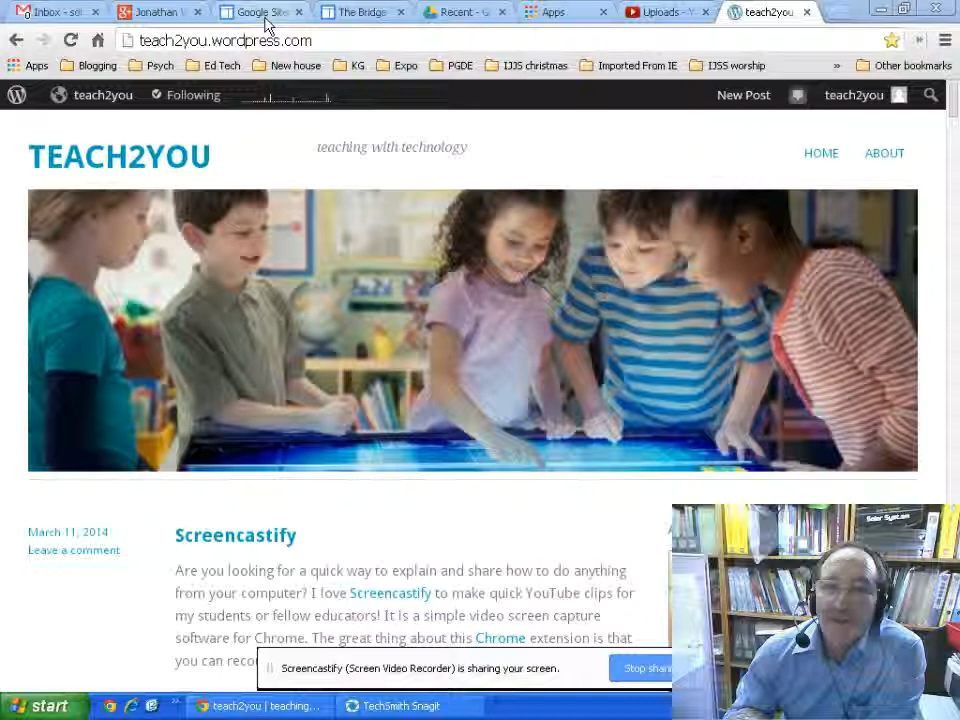 Inbox - sol
Jonathan
Google Site
The Bridge
Recent - G
Apps
Uploads - Y
teach2you
teach2you.wordpress.com
Apps
Blogging
Psych
Ed Tech
New house
KG
Expo
PGDE
IJJS christmas
Imported From IE
IJSS worship
»
Other bookmarks
teach2you
Following
New Post
teach2you
TEACH2YOU
teaching with technology
HOME
ABOUT
March 11, 2014
Leave a comment
Screencastify
Are you looking for a quick way to explain and share how to do anything
from your computer? I love Screencastify to make quick YouTube clips for
my students or fellow educators! It is a simple video screen capture
software for Chrome. The great thing about this Chrome extension is that
you can reco
Screencastify (Screen Video Recorder) is sharing your screen.
Stop shari
Solar System
start
teach2you | teaching...
TechSmith Snagit